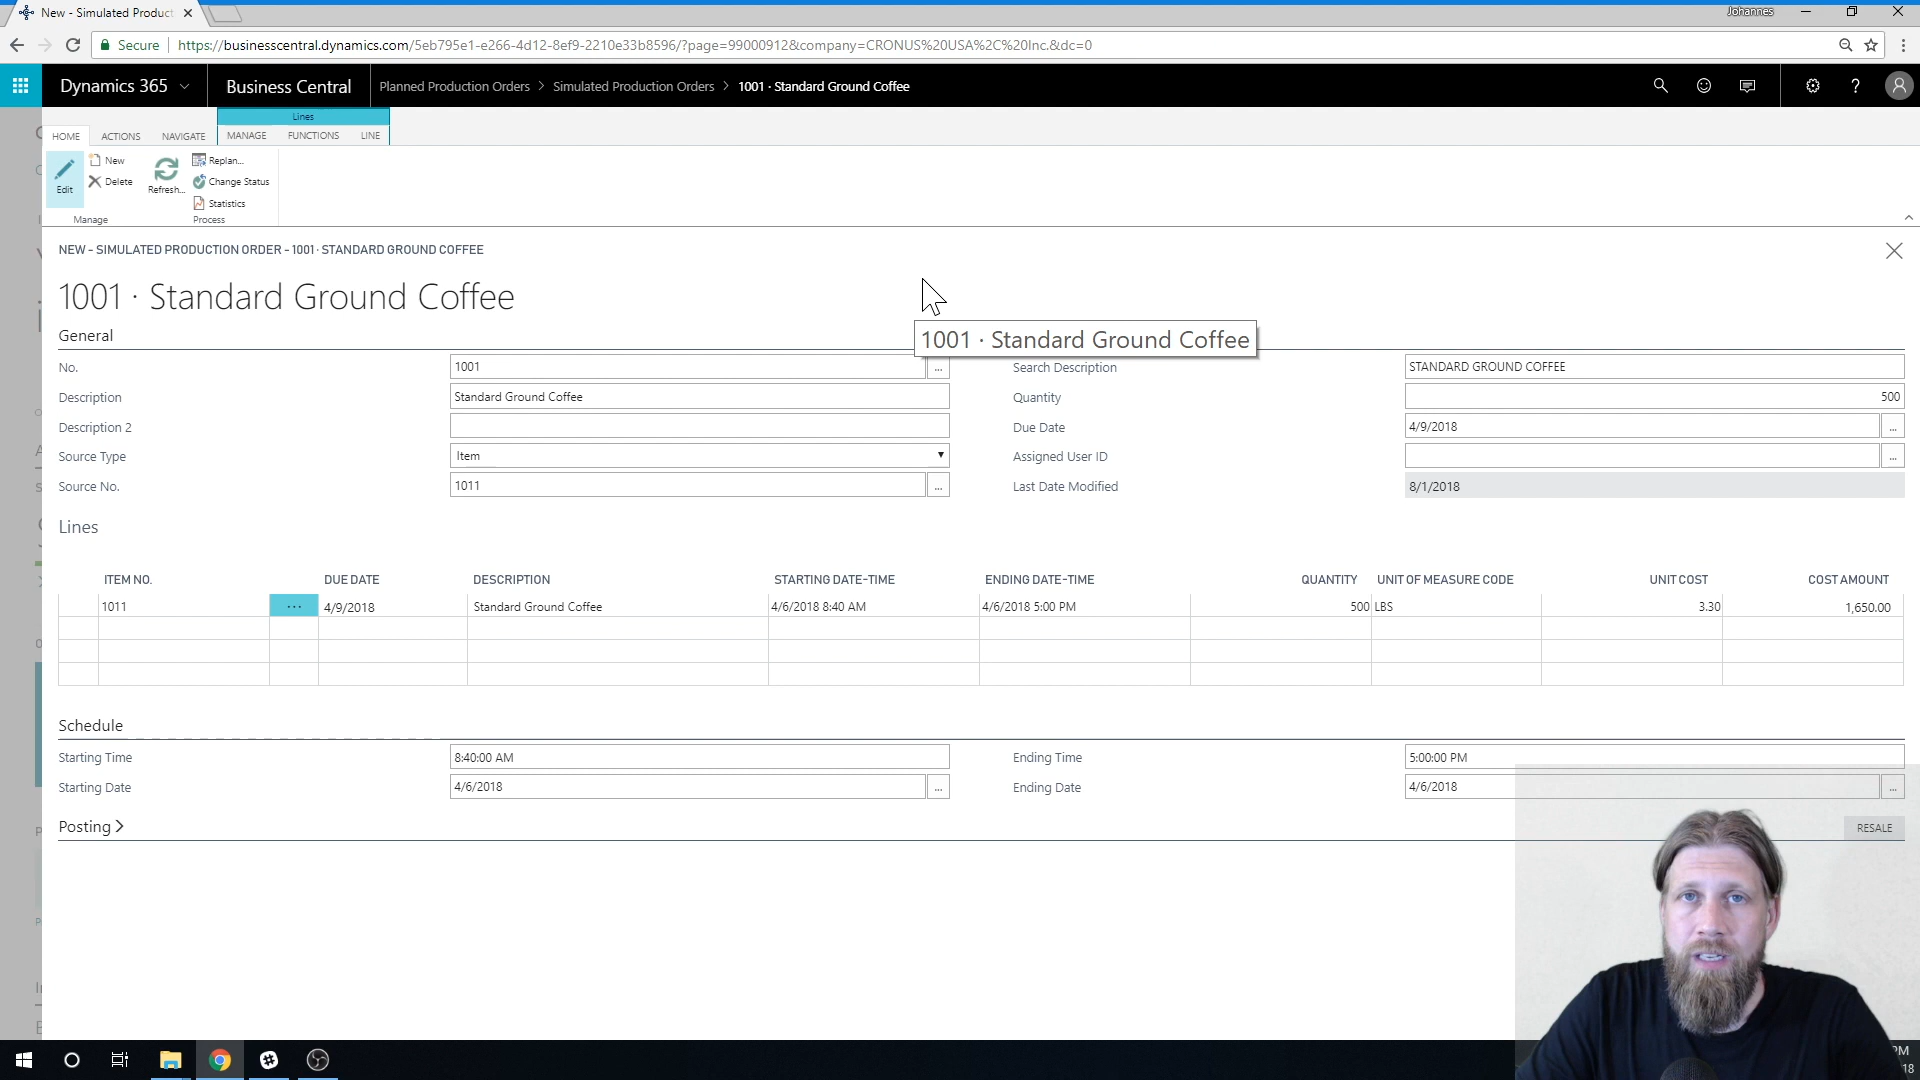 New - Simulated Product
Johannes
Secure
https://businesscentral.dynamics.com/5eb795e1-e266-4d12-8ef9-2210e33b8596/?page=99000912&company=CRONUS%20USA%2C%20Inc.&dc=0
Dynamics 365
Business Central
Planned Production Orders > Simulated Production Orders > 1001 · Standard Ground Coffee
Lines
HOME ACTIONS NAVIGATE MANAGE FUNCTIONS LINE
Edit
New
Delete
Refresh...
Replan...
Change Status
Statistics
Manage
Process
NEW - SIMULATED PRODUCTION ORDER - 1001 · STANDARD GROUND COFFEE
1001 · Standard Ground Coffee
1001 · Standard Ground Coffee
General
No. 1001 ...
Search Description STANDARD GROUND COFFEE
Description Standard Ground Coffee
Quantity 500
Description 2
Due Date 4/9/2018 ...
Source Type Item
Assigned User ID ...
Source No. 1011 ...
Last Date Modified 8/1/2018
Lines
ITEM NO. DUE DATE DESCRIPTION STARTING DATE-TIME ENDING DATE-TIME QUANTITY UNIT OF MEASURE CODE UNIT COST COST AMOUNT
1011 ... 4/9/2018 Standard Ground Coffee 4/6/2018 8:40 AM 4/6/2018 5:00 PM 500 LBS 3.30 1,650.00
Schedule
Starting Time 8:40:00 AM
Ending Time 5:00:00 PM
Starting Date 4/6/2018 ...
Ending Date 4/6/2018 ...
Posting >
RESALE
PM
18